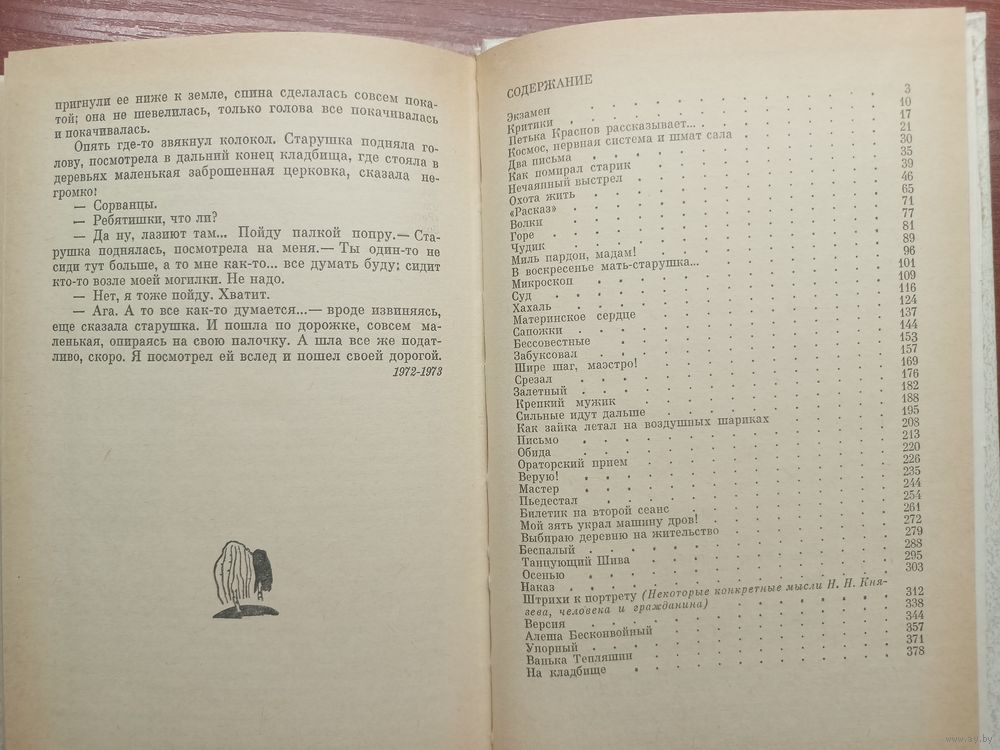 пригнули ее ниже к земле, спина сделалась совсем пока-
той; она не шевелилась, только голова все покачивалась
и покачивалась.
Опять где-то звякнул колокол. Старушка подняла го-
лову, посмотрела в дальний конец кладбища, где стояла в
деревьях маленькая заброшенная церковка, сказала не-
громко:
— Сорванцы.
— Ребятишки, что ли?
— Да ну, лазиют там... Пойду палкой попру.— Ста-
рушка поднялась, посмотрела на меня.— Ты один-то не
сиди тут больше, а то мне как-то... все думать буду: сидит
кто-то возле моей могилки. Не надо.
— Нет, я тоже пойду. Хватит.
— Ага. А то все как-то думается...— вроде извиняясь,
еще сказала старушка. И пошла по дорожке, совсем ма-
ленькая, опираясь на свою палочку. А шла все же подат-
ливо, скоро. Я посмотрел ей вслед и пошел своей дорогой.
1972-1973
СОДЕРЖАНИЕ
Экзамен 3
Критики 10
Петька Краснов рассказывает... 17
Космос, нервная система и шмат сала 21
Два письма 30
Как помирал старик 35
Нечаянный выстрел 39
Охота жить 46
«Расказ» 65
Волки 71
Горе 77
Чудик 81
Миль пардон, мадам! 89
В воскресенье мать-старушка... 96
Микроскоп 101
Суд 109
Хахаль 116
Материнское сердце 124
Сапожки 137
Бессовестные 144
Забуксовал 153
Шире шаг, маэстро! 157
Срезал 169
Залетный 176
Крепкий мужик 182
Сильные идут дальше 188
Как зайка летал на воздушных шариках 195
Письмо 208
Обида 213
Ораторский прием 220
Верую! 226
Мастер 235
Пьедестал 244
Билетик на второй сеанс 254
Мой зять украл машину дров! 261
Выбираю деревню на жительство 272
Беспалый 279
Танцующий Шива 288
Осенью 295
Наказ 303
Штрихи к портрету (Некоторые конкретные мысли Н. Н. Кня-
зева, человека и гражданина) 312
Версия 338
Алеша Бесконвойный 344
Упорный 357
Ванька Тепляшин 371
На кладбище 378
www.ay.by